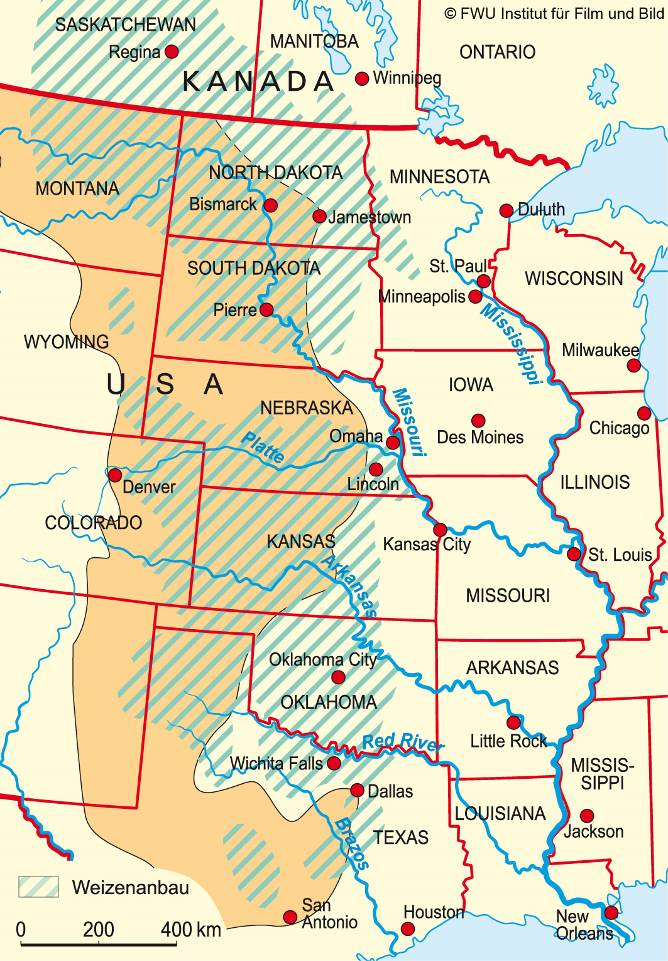 © FWU Institut für Film und Bild
SASKATCHEWAN
Regina
MANITOBA
ONTARIO
KANADA
Winnipeg
MONTANA
NORTH DAKOTA
MINNESOTA
Bismarck
Jamestown
Duluth
SOUTH DAKOTA
St. Paul
WISCONSIN
Pierre
Minneapolis
Mississippi
WYOMING
Milwaukee
USA
IOWA
NEBRASKA
Missouri
Chicago
Omaha
Des Moines
Platte
Lincoln
ILLINOIS
Denver
COLORADO
KANSAS
Kansas City
St. Louis
Arkansas
MISSOURI
Oklahoma City
ARKANSAS
OKLAHOMA
Little Rock
Red River
Wichita Falls
MISSIS-
SIPPI
Dallas
LOUISIANA
Brazos
TEXAS
Jackson
Weizenanbau
San
Antonio
Houston
New
Orleans
0 200 400 km